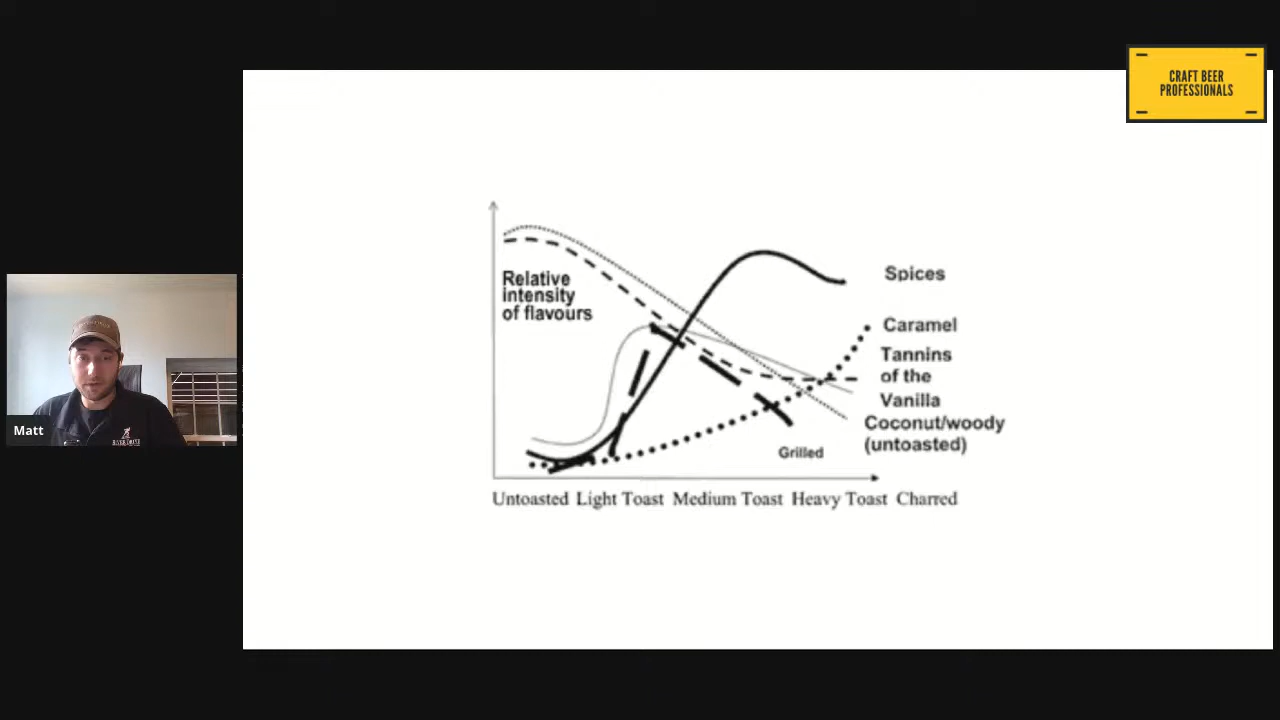 CRAFT BEER
PROFESSIONALS
Relative
intensity
of flavours
Spices
Caramel
Tannins
of the
Vanilla
Coconut/woody
(untoasted)
Grilled
Untoasted Light Toast Medium Toast Heavy Toast Charred
Matt